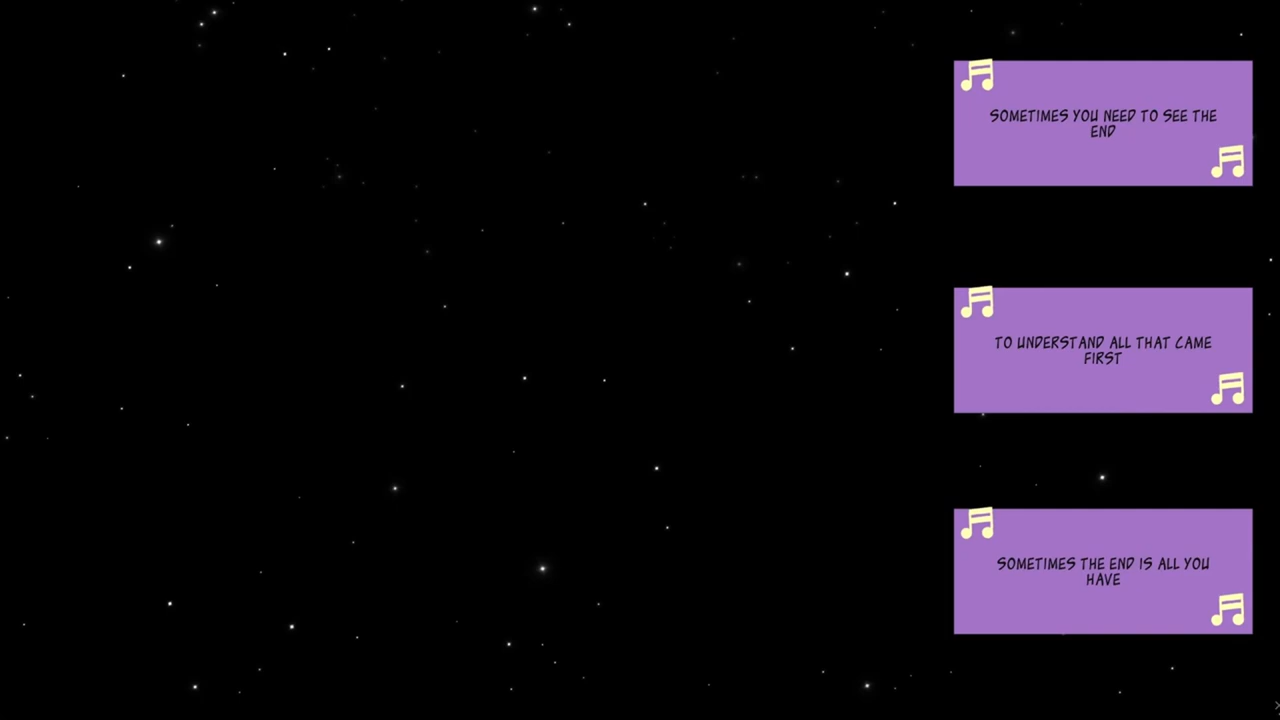 SOMETIMES YOU NEED TO SEE THE
END
TO UNDERSTAND ALL THAT CAME
FIRST
SOMETIMES THE END IS ALL YOU
HAVE